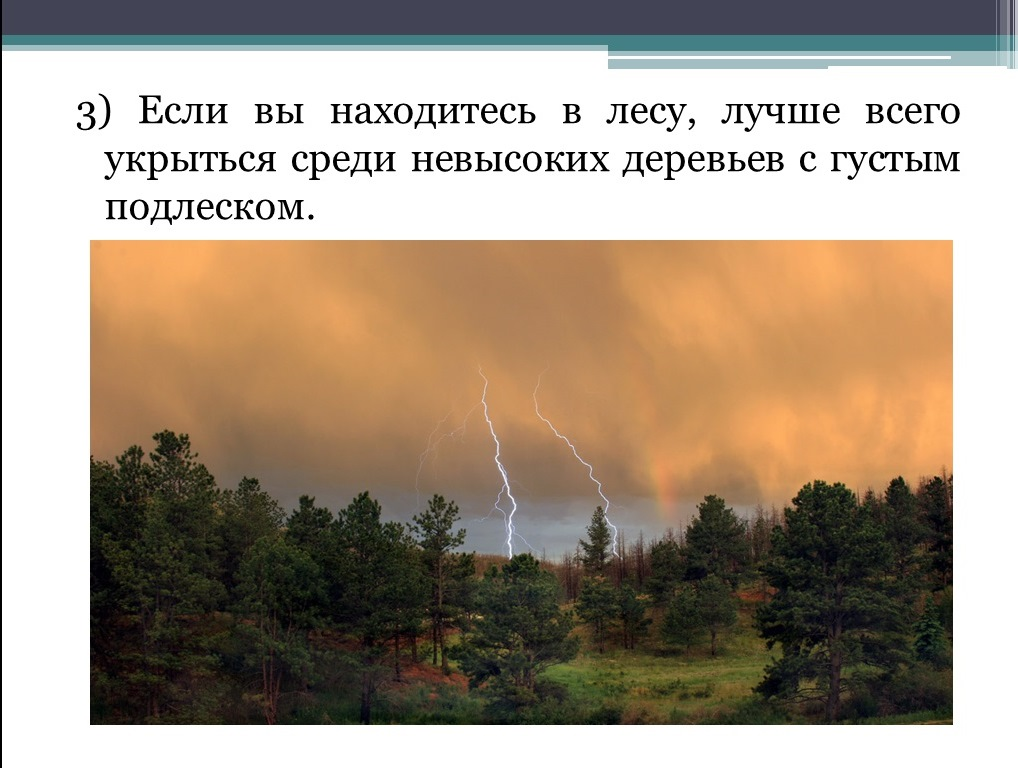 3) Если вы находитесь в лесу, лучше всего
укрыться среди невысоких деревьев с густым
подлеском.